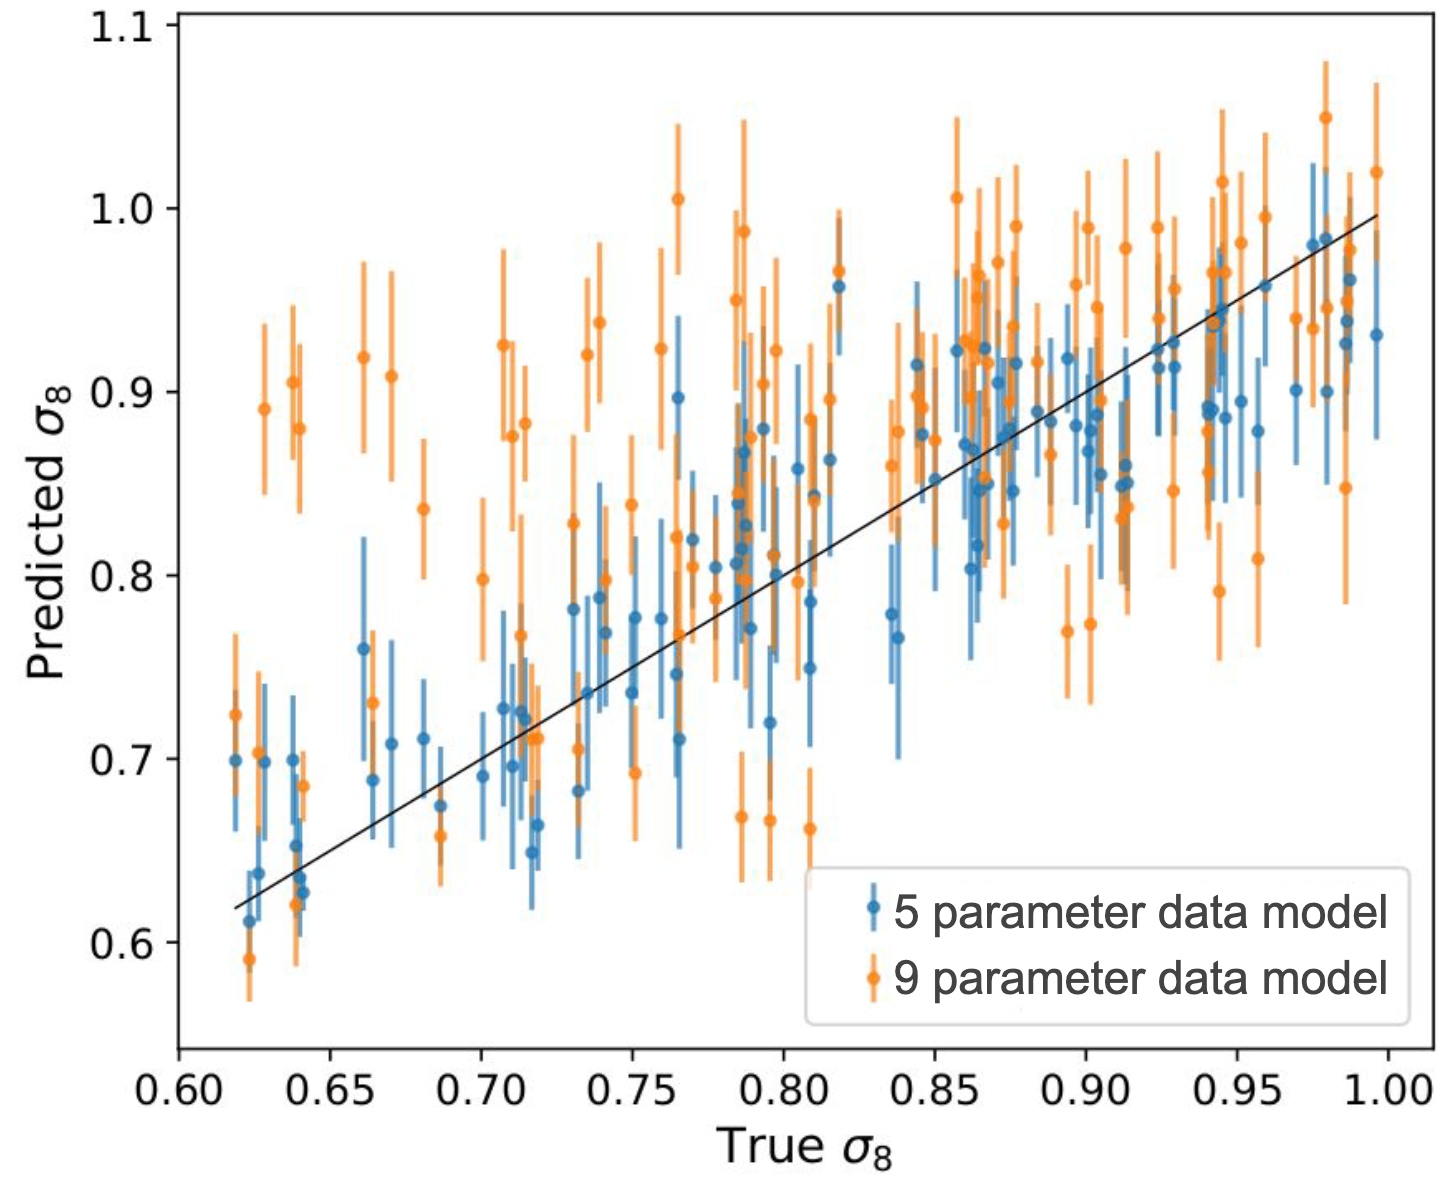 1.1
1.0
0.9
0.8
0.7
0.6
Predicted σ₈
5 parameter data model
9 parameter data model
0.60 0.65 0.70 0.75 0.80 0.85 0.90 0.95 1.00
True σ₈